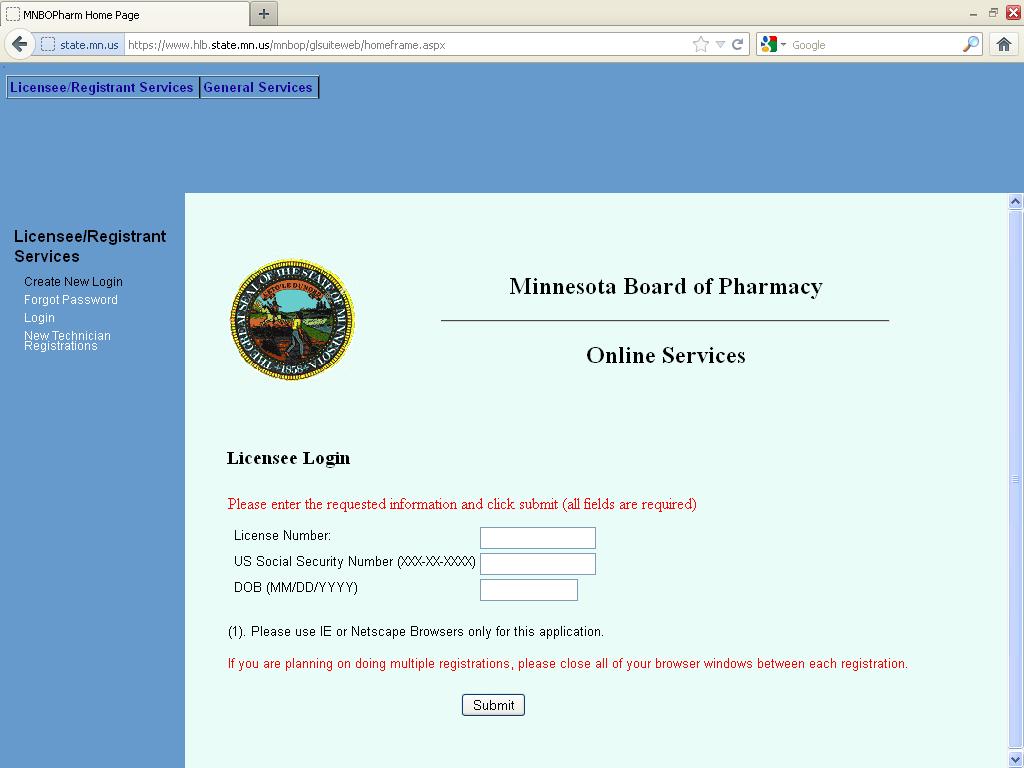 MNBOPharm Home Page
state.mn.us https://www.hlb.state.mn.us/mnbop/glsuiteweb/homeframe.aspx Google
Licensee/Registrant Services General Services
Licensee/Registrant
Services
Create New Login
Forgot Password
Login
New Technician
Registrations
THE GREAT SEAL OF THE STATE OF MINNESOTA
1858
Minnesota Board of Pharmacy
Online Services
Licensee Login
Please enter the requested information and click submit (all fields are required)
License Number:
US Social Security Number (XXX-XX-XXXX)
DOB (MM/DD/YYYY)
(1). Please use IE or Netscape Browsers only for this application.
If you are planning on doing multiple registrations, please close all of your browser windows between each registration.
Submit